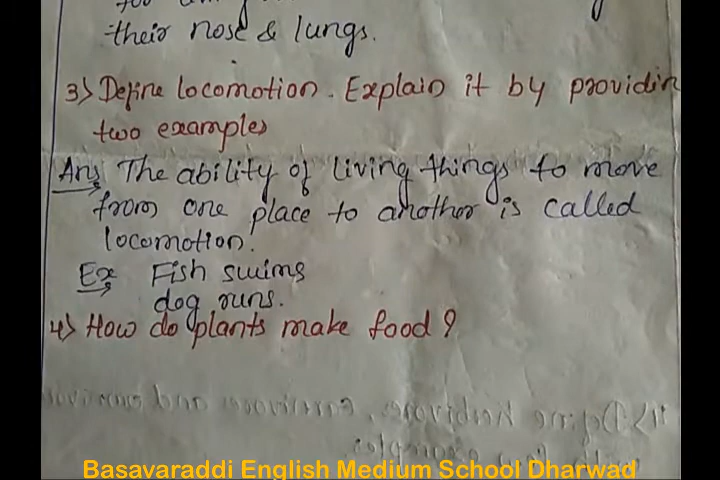 their nose & lungs.
3) Define locomotion. Explain it by providin
two examples
Ans The ability of living things to move
from one place to another is called
locomotion.
Ex Fish swims
dog runs.
4) How do plants make food?
Basavaraddi English Medium School Dharwad